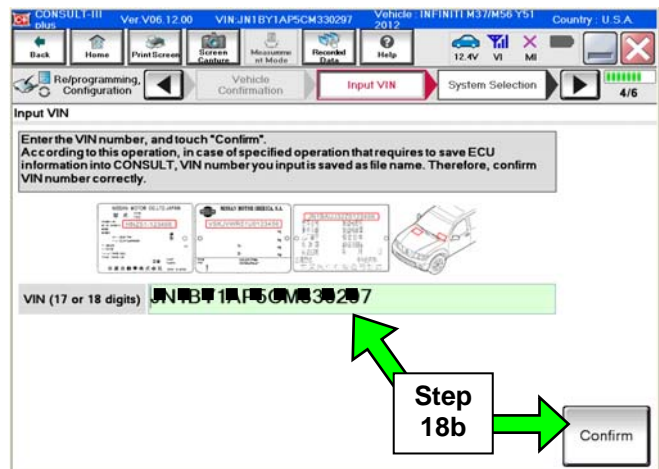 CONSULT-III plus Ver.V06.12.00 VIN:JN1BY1AP5CM330297 Vehicle : INFINITI M37/M56 Y51 2012 Country : U.S.A.
Back Home Print Screen Screen Capture Measurement Mode Recorded Data Help 12.4V VI MI
Re/programming, Configuration Vehicle Confirmation Input VIN System Selection 4/6
Input VIN
Enter the VIN number, and touch "Confirm".
According to this operation, in case of specified operation that requires to save ECU
information into CONSULT, VIN number you input is saved as file name. Therefore, confirm
VIN number correctly.
VIN (17 or 18 digits)
Step
18b
Confirm